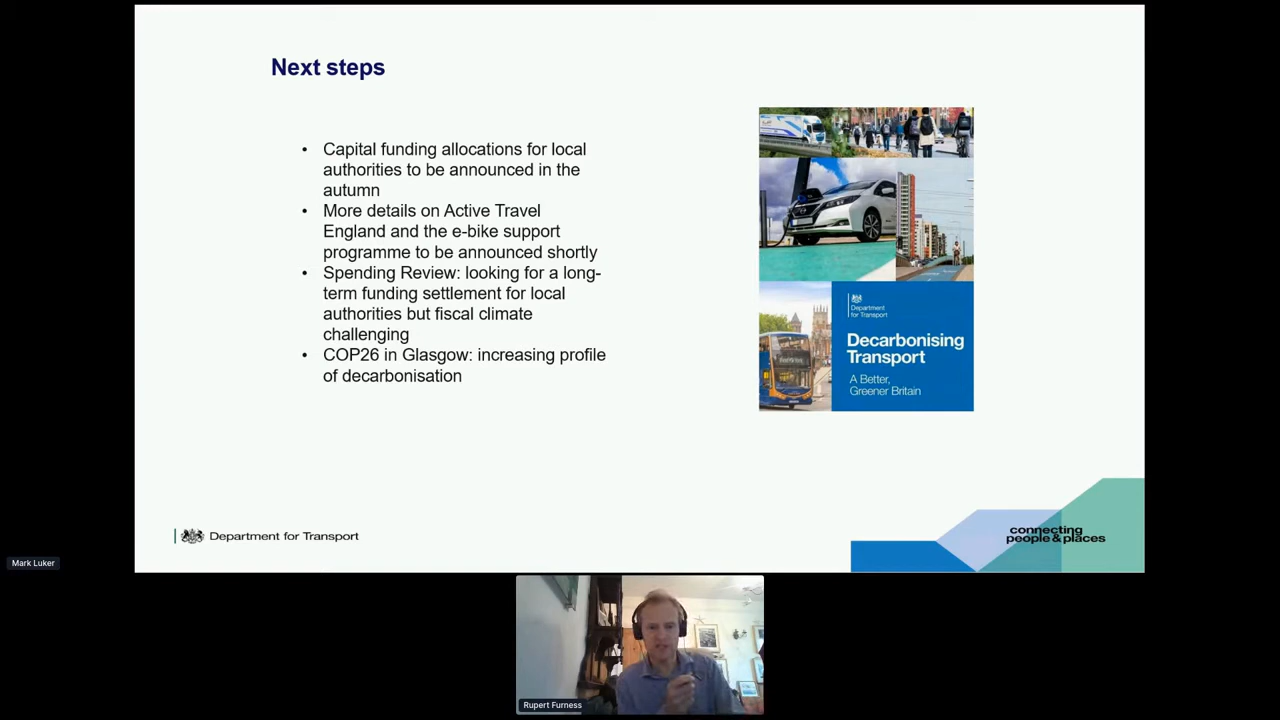 Next steps
• Capital funding allocations for local
authorities to be announced in the
autumn
• More details on Active Travel
England and the e-bike support
programme to be announced shortly
• Spending Review: looking for a long-
term funding settlement for local
authorities but fiscal climate
challenging
• COP26 in Glasgow: increasing profile
of decarbonisation
Department
for Transport
Decarbonising
Transport
A Better,
Greener Britain
Department for Transport
connecting
people & places
Mark Luker
Rupert Furness